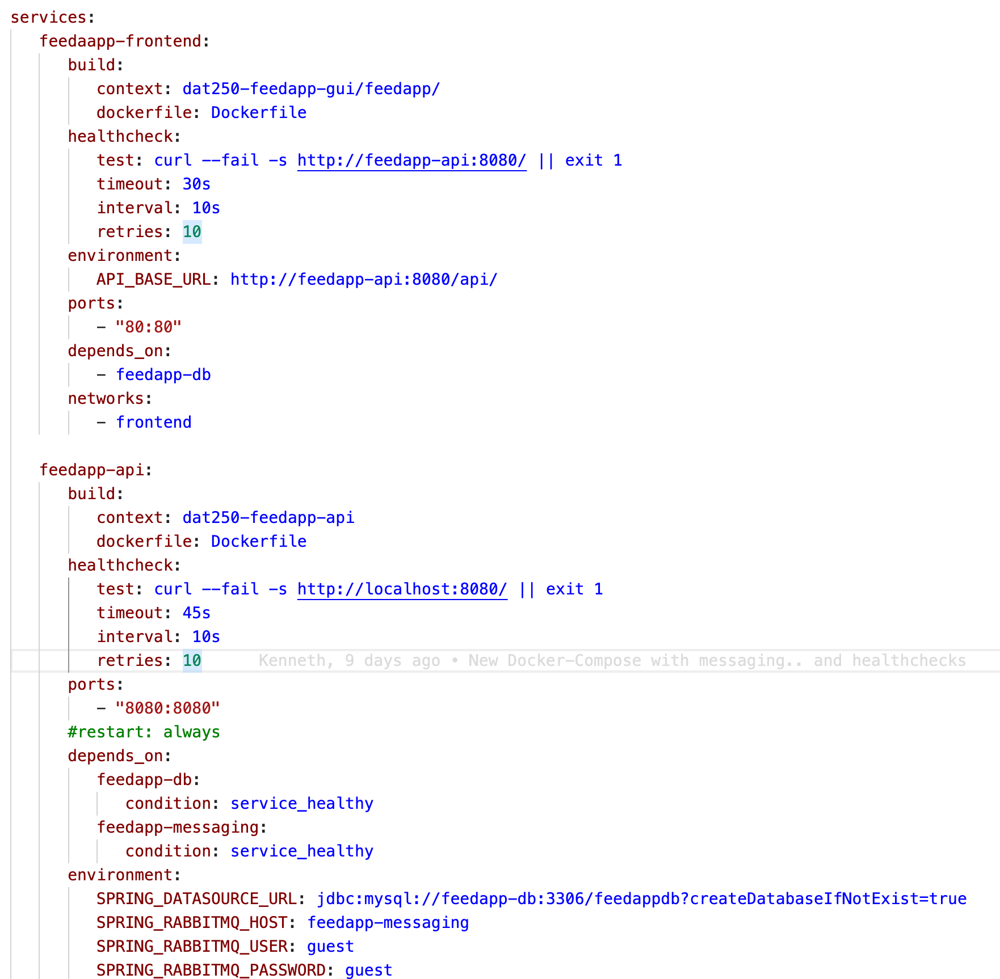 services:
feedaapp-frontend:
build:
context: dat250-feedapp-gui/feedapp/
dockerfile: Dockerfile
healthcheck:
test: curl --fail -s http://feedapp-api:8080/ || exit 1
timeout: 30s
interval: 10s
retries: 10
environment:
API_BASE_URL: http://feedapp-api:8080/api/
ports:
- "80:80"
depends_on:
- feedapp-db
networks:
- frontend
feedapp-api:
build:
context: dat250-feedapp-api
dockerfile: Dockerfile
healthcheck:
test: curl --fail -s http://localhost:8080/ || exit 1
timeout: 45s
interval: 10s
retries: 10 Kenneth, 9 days ago • New Docker-Compose with messaging.. and healthchecks
ports:
- "8080:8080"
#restart: always
depends_on:
feedapp-db:
condition: service_healthy
feedapp-messaging:
condition: service_healthy
environment:
SPRING_DATASOURCE_URL: jdbc:mysql://feedapp-db:3306/feedappdb?createDatabaseIfNotExist=true
SPRING_RABBITMQ_HOST: feedapp-messaging
SPRING_RABBITMQ_USER: guest
SPRING_RABBITMQ_PASSWORD: guest